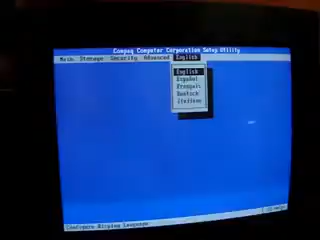 Compaq Computer Corporation Setup Utility
Main Storage Security Advanced English
English
Español
Français
Deutsch
Italiano
Configure Display Language